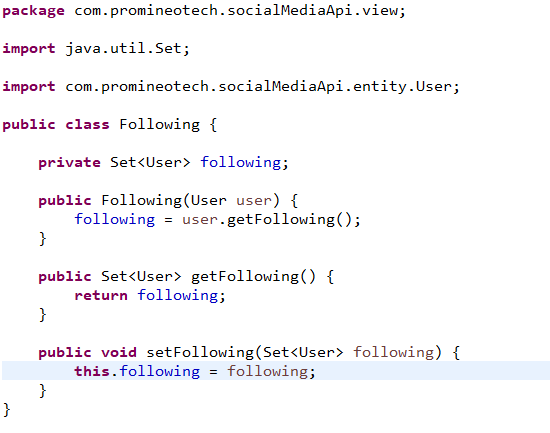 package com.promineotech.socialMediaApi.view;
import java.util.Set;
import com.promineotech.socialMediaApi.entity.User;
public class Following {
private Set<User> following;
public Following(User user) {
following = user.getFollowing();
}
public Set<User> getFollowing() {
return following;
}
public void setFollowing(Set<User> following) {
this.following = following;
}
}